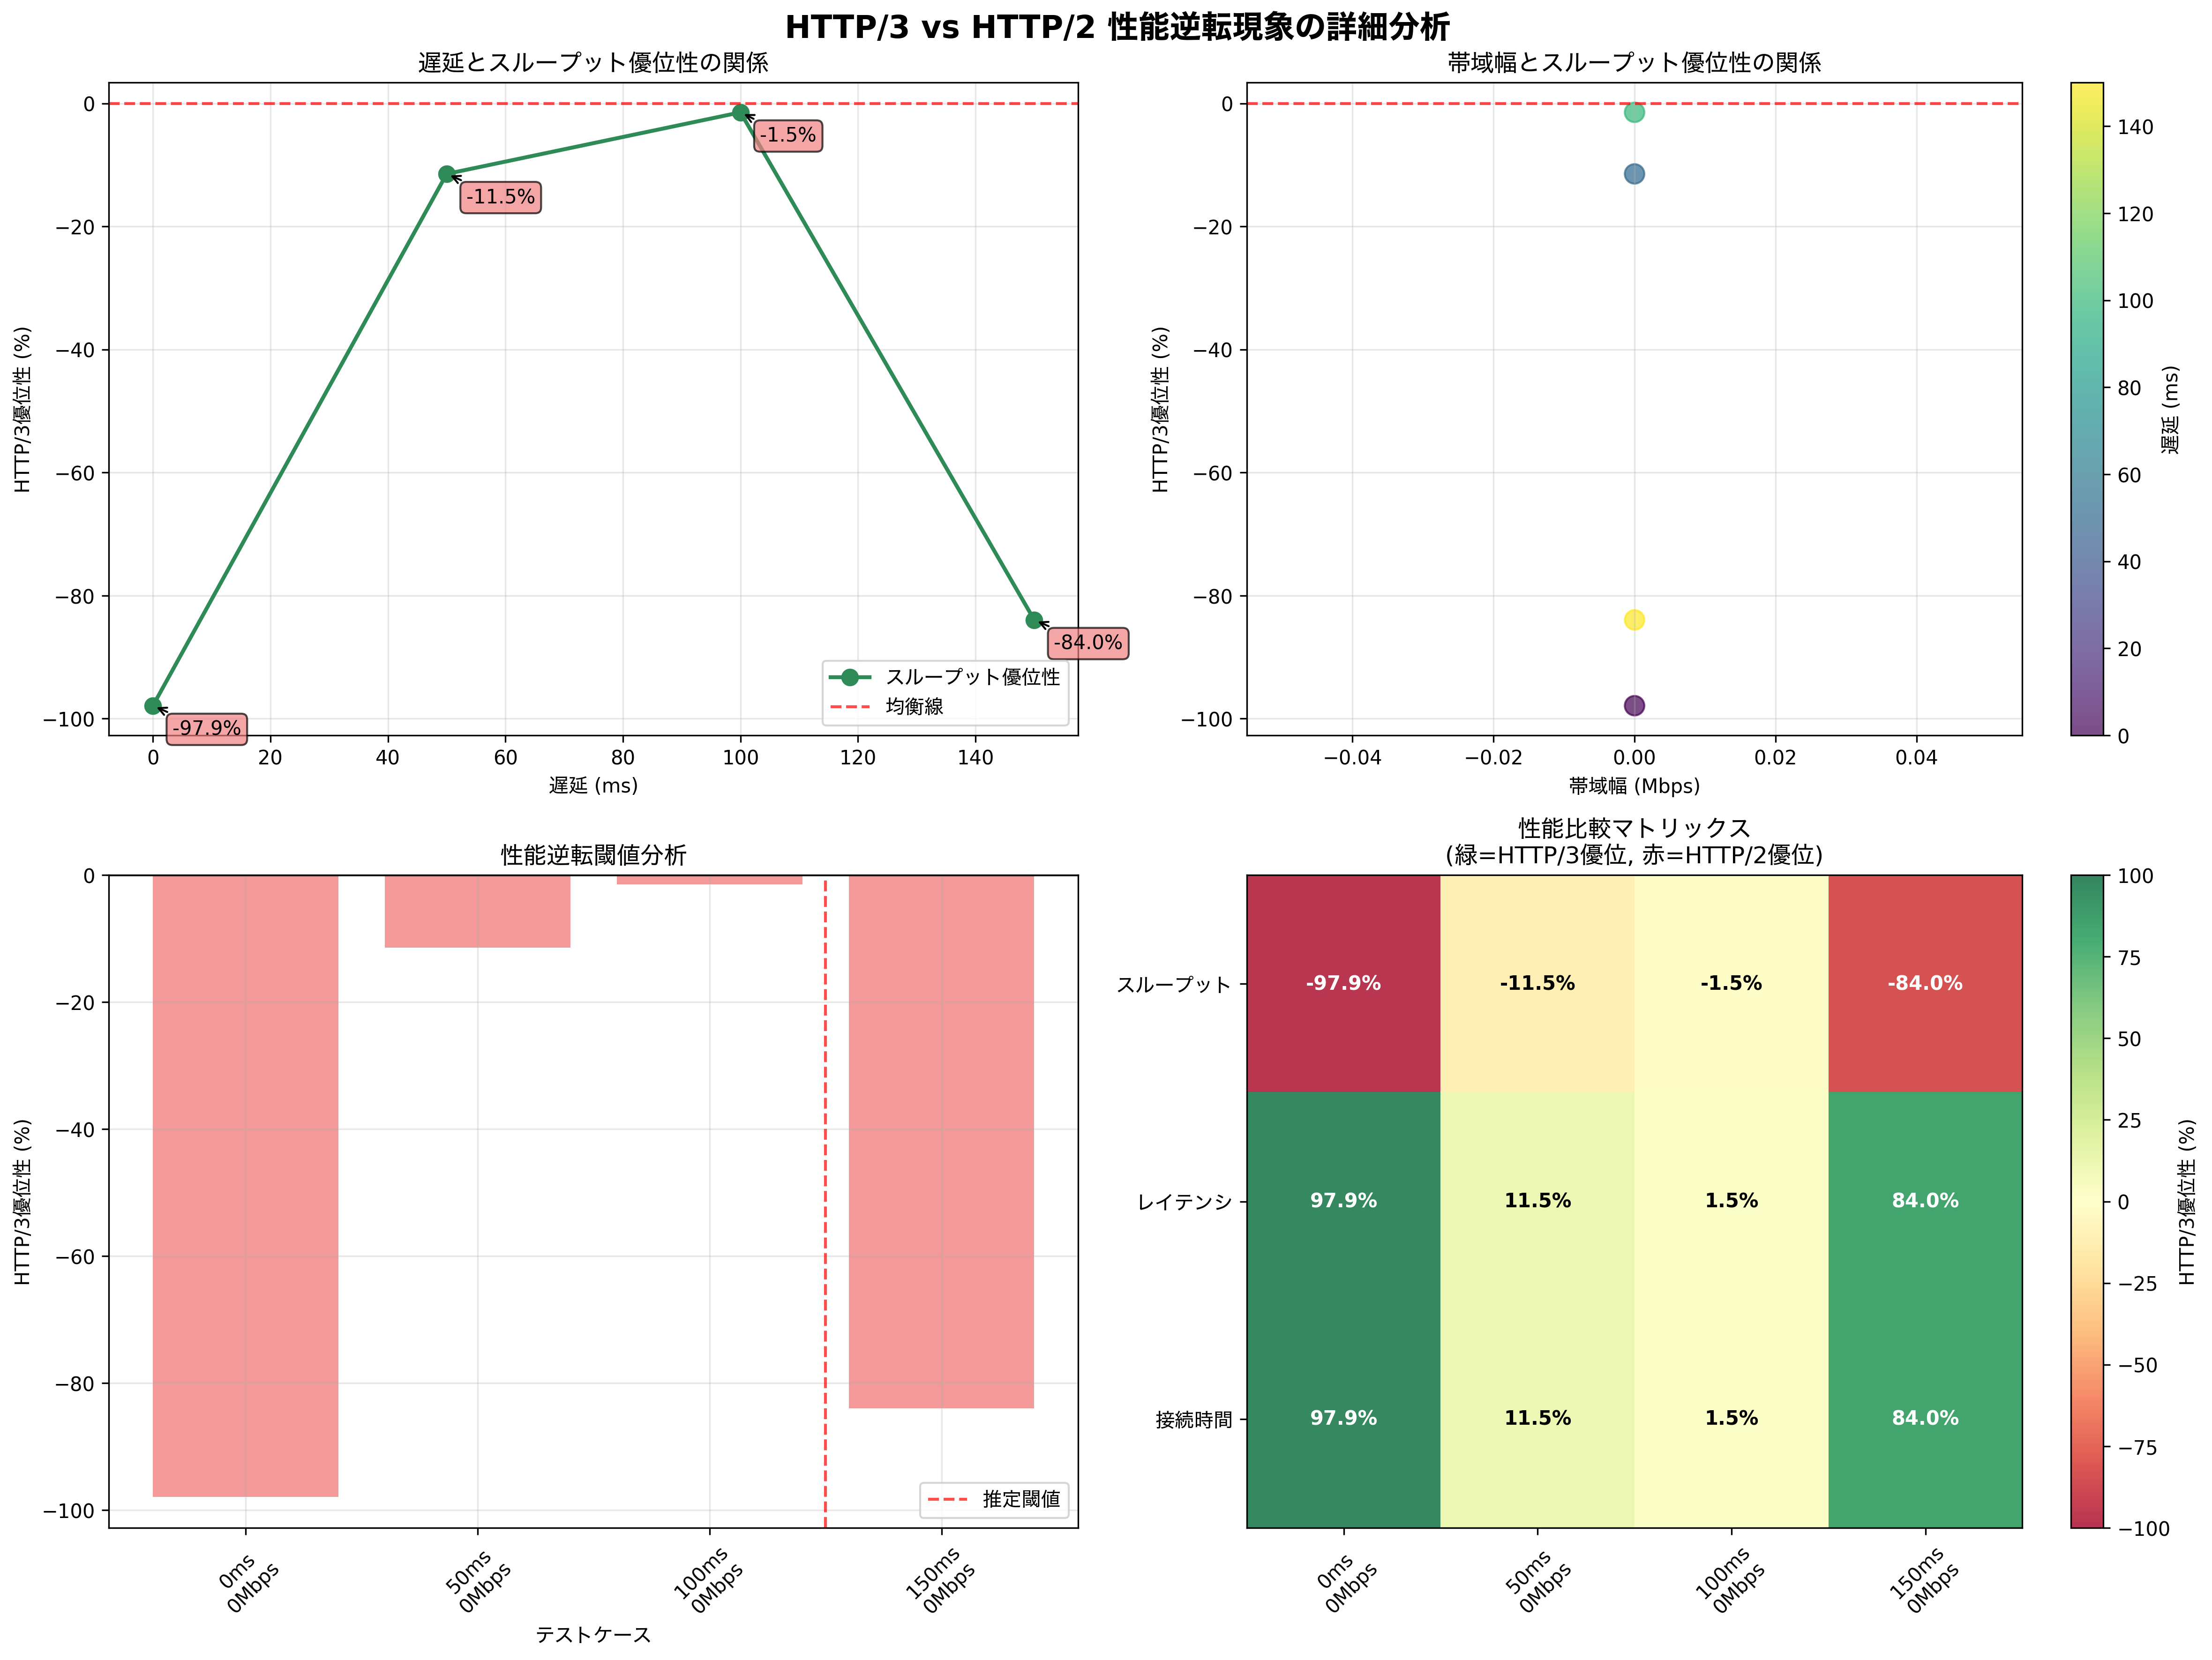 HTTP/3 vs HTTP/2 性能逆転現象の詳細分析
遅延とスループット優位性の関係
HTTP/3優位性 (%)
0
−20
−40
−60
−80
−100
-97.9%
-11.5%
-1.5%
-84.0%
スループット優位性
均衡線
0
20
40
60
80
100
120
140
遅延 (ms)
帯域幅とスループット優位性の関係
HTTP/3優位性 (%)
0
−20
−40
−60
−80
−100
−0.04
−0.02
0.00
0.02
0.04
帯域幅 (Mbps)
140
120
100
80
60
40
20
0
遅延 (ms)
性能逆転閾値分析
HTTP/3優位性 (%)
0
−20
−40
−60
−80
−100
推定閾値
0ms
0Mbps
50ms
0Mbps
100ms
0Mbps
150ms
0Mbps
テストケース
性能比較マトリックス
(緑=HTTP/3優位, 赤=HTTP/2優位)
スループット
-97.9%
-11.5%
-1.5%
-84.0%
レイテンシ
97.9%
11.5%
1.5%
84.0%
接続時間
97.9%
11.5%
1.5%
84.0%
0ms
0Mbps
50ms
0Mbps
100ms
0Mbps
150ms
0Mbps
100
75
50
25
0
−25
−50
−75
−100
HTTP/3優位性 (%)